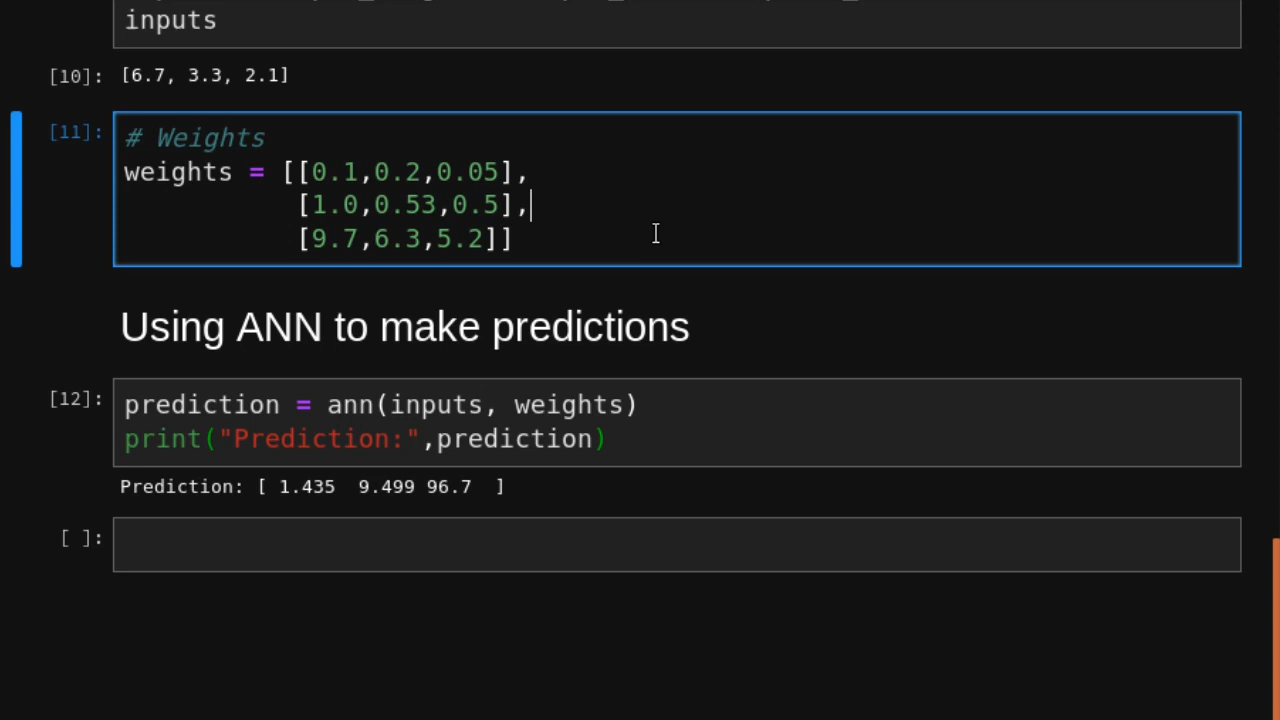 inputs
[10]: [6.7, 3.3, 2.1]
[11]: # Weights
weights = [[0.1,0.2,0.05],
[1.0,0.53,0.5],
[9.7,6.3,5.2]]
Using ANN to make predictions
[12]: prediction = ann(inputs, weights)
print("Prediction:",prediction)
Prediction: [ 1.435  9.499 96.7  ]
[ ]: